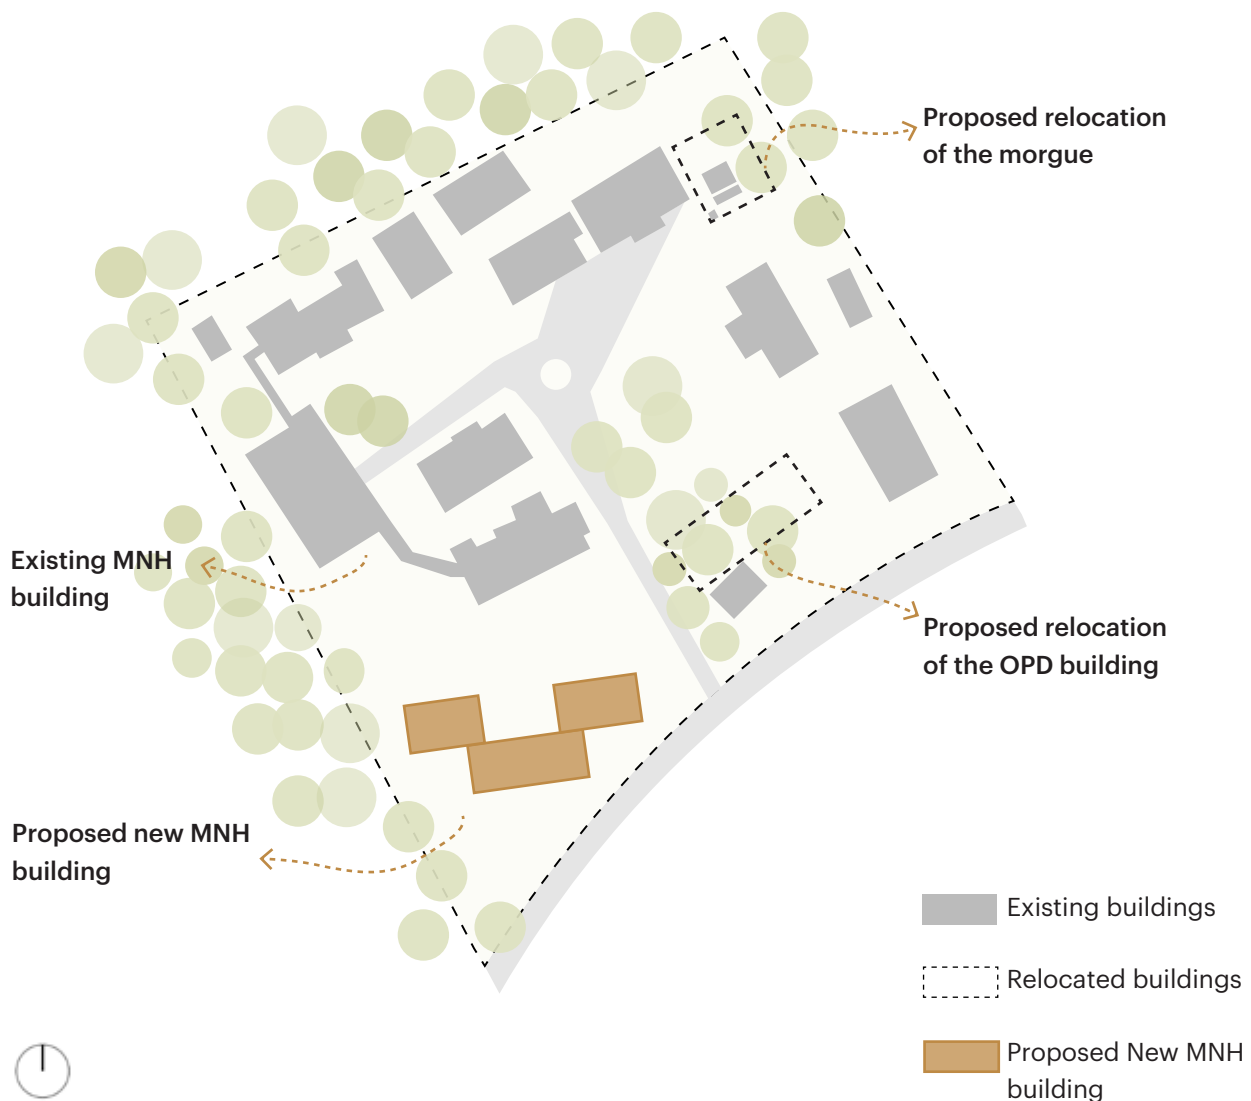 Proposed relocation
of the morgue
Existing MNH
building
Proposed relocation
of the OPD building
Proposed new MNH
building
Existing buildings
Relocated buildings
Proposed New MNH
building